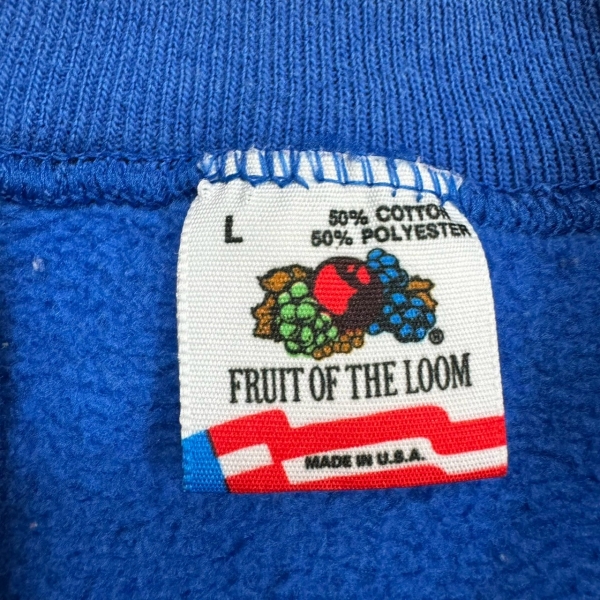 L
50% COTTON
50% POLYESTER
®
FRUIT OF THE LOOM
MADE IN U.S.A.